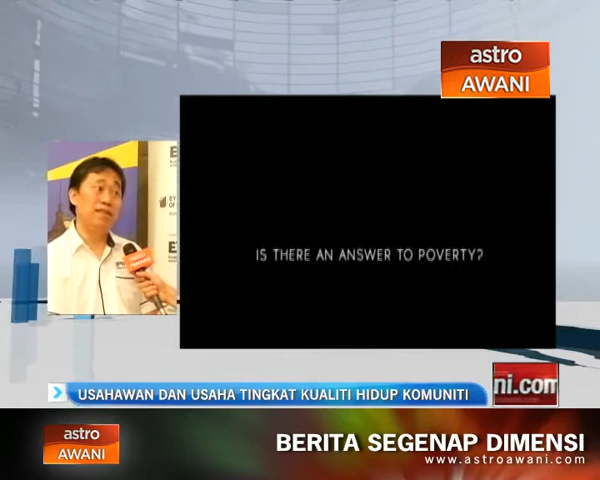 astro
AWANI
IS THERE AN ANSWER TO POVERTY?
USAHAWAN DAN USAHA TINGKAT KUALITI HIDUP KOMUNITI
ni.com
astro
AWANI
BERITA SEGENAP DIMENSI
www.astroawani.com